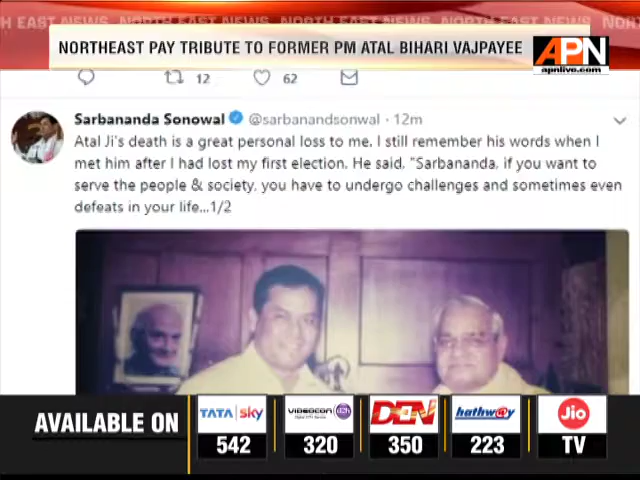 H EAST NEWS NORTH EAST NEWS NORTH EAST NEWS NORTH
NORTHEAST PAY TRIBUTE TO FORMER PM ATAL BIHARI VAJPAYEE
APN
apnlive.com
12 62
Sarbananda Sonowal @sarbanandsonwal · 12m
Atal Ji's death is a great personal loss to me. I still remember his words when I
met him after I had lost my first election. He said, "Sarbananda, if you want to
serve the people & society, you have to undergo challenges and sometimes even
defeats in your life...1/2
AVAILABLE ON
TATA sky
542
VIDEOCON d2h
320
DEN
350
hathway
223
Jio
TV